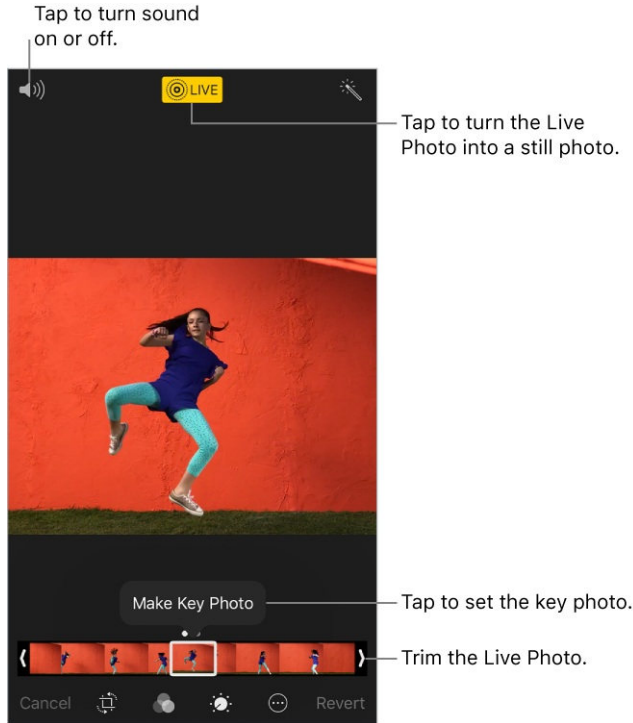 Tap to turn sound
on or off.
LIVE
Tap to turn the Live
Photo into a still photo.
Make Key Photo
Tap to set the key photo.
Trim the Live Photo.
Cancel
Revert